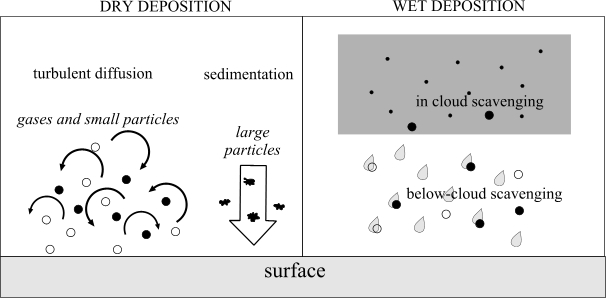 DRY DEPOSITION
WET DEPOSITION
turbulent diffusion
sedimentation
gases and small particles
large
particles
in cloud scavenging
below-cloud scavenging
surface